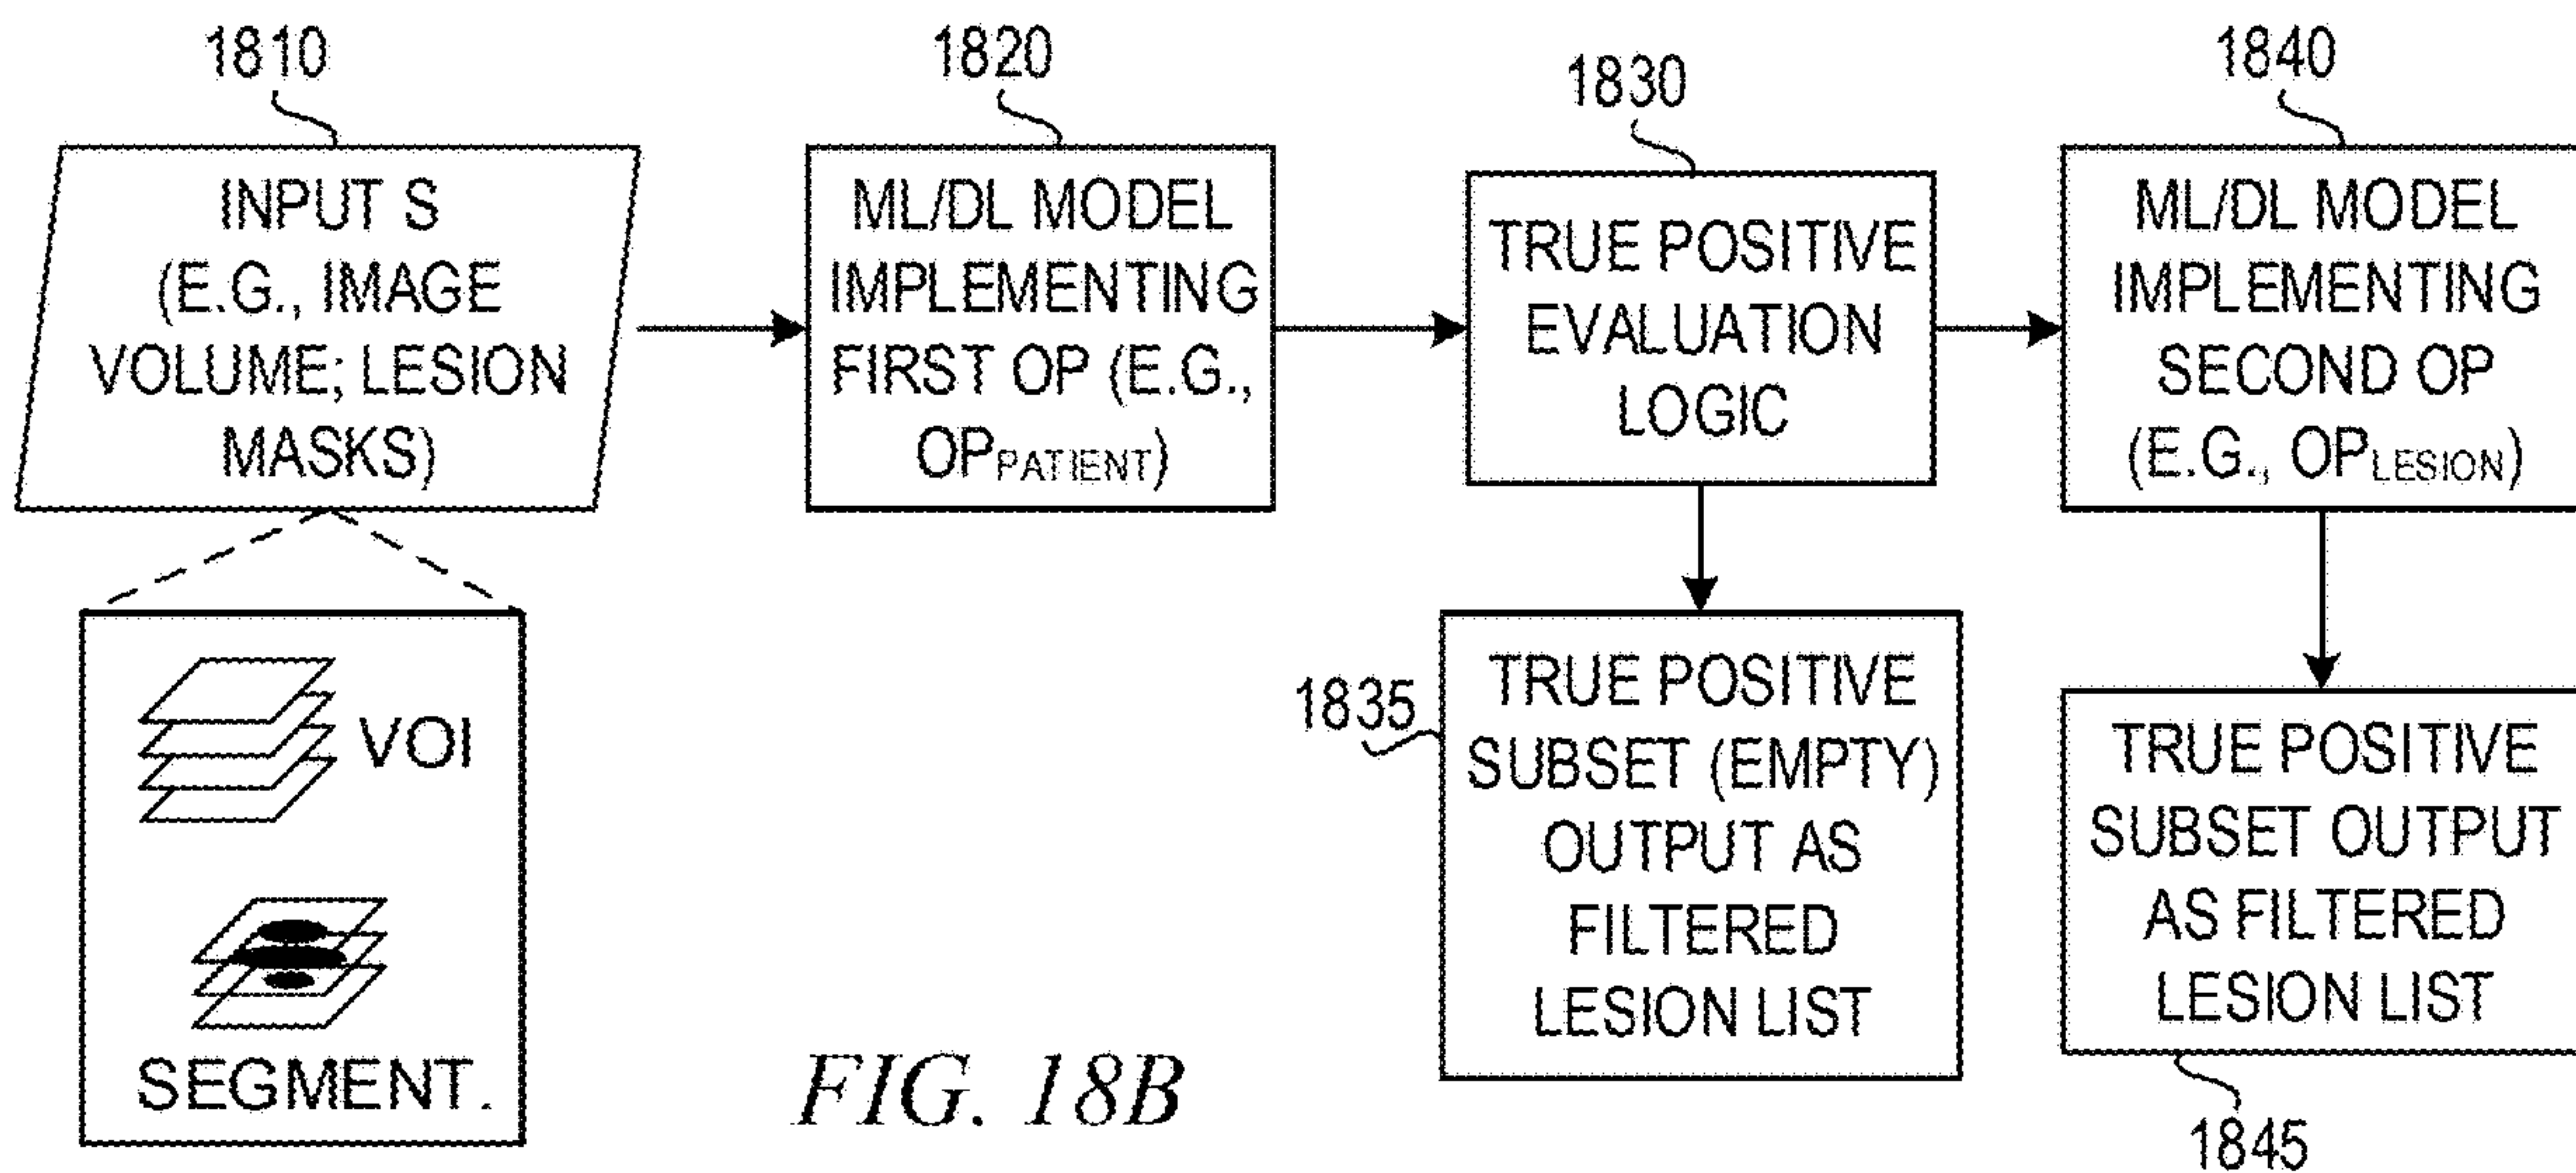 1810
INPUT S
(E.G., IMAGE
VOLUME; LESION
MASKS)
VOI
SEGMENT.
1820
ML/DL MODEL
IMPLEMENTING
FIRST OP (E.G.,
OPPATIENT)
1830
TRUE POSITIVE
EVALUATION
LOGIC
1835
TRUE POSITIVE
SUBSET (EMPTY)
OUTPUT AS
FILTERED
LESION LIST
1840
ML/DL MODEL
IMPLEMENTING
SECOND OP
(E.G., OPLESION)
TRUE POSITIVE
SUBSET OUTPUT
AS FILTERED
LESION LIST
1845
FIG. 18B